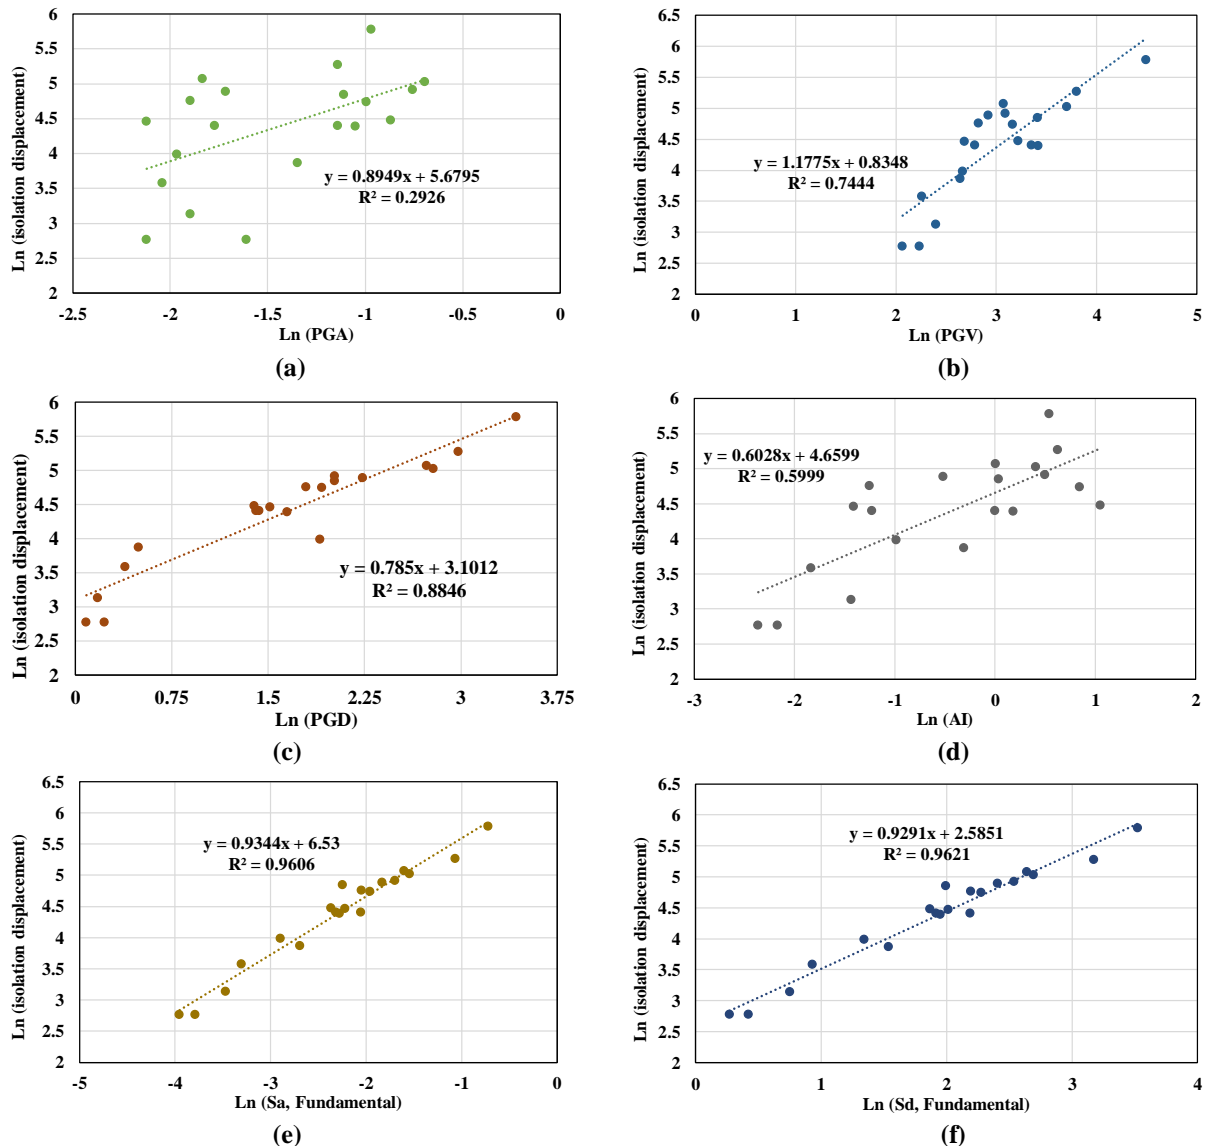 6
5.5
5
4.5
4
3.5
3
2.5
2
Ln (isolation displacement)
y = 0.8949x + 5.6795
R² = 0.2926
-2.5 -2 -1.5 -1 -0.5 0
Ln (PGA)
(a)
6.5
6
5.5
5
4.5
4
3.5
3
2.5
2
Ln (isolation displacement)
y = 1.1775x + 0.8348
R² = 0.7444
0 1 2 3 4 5
Ln (PGV)
(b)
6
5.5
5
4.5
4
3.5
3
2.5
2
Ln (isolation displacement)
y = 0.785x + 3.1012
R² = 0.8846
0 0.75 1.5 2.25 3 3.75
Ln (PGD)
(c)
6
5.5
5
4.5
4
3.5
3
2.5
2
Ln (isolation displacement)
y = 0.6028x + 4.6599
R² = 0.5999
-3 -2 -1 0 1 2
Ln (AI)
(d)
6.5
6
5.5
5
4.5
4
3.5
3
2.5
2
Ln (isolation displacement)
y = 0.9344x + 6.53
R² = 0.9606
-5 -4 -3 -2 -1 0
Ln (Sa, Fundamental)
(e)
6.5
6
5.5
5
4.5
4
3.5
3
2.5
2
Ln (isolation displacement)
y = 0.9291x + 2.5851
R² = 0.9621
0 1 2 3 4
Ln (Sd, Fundamental)
(f)